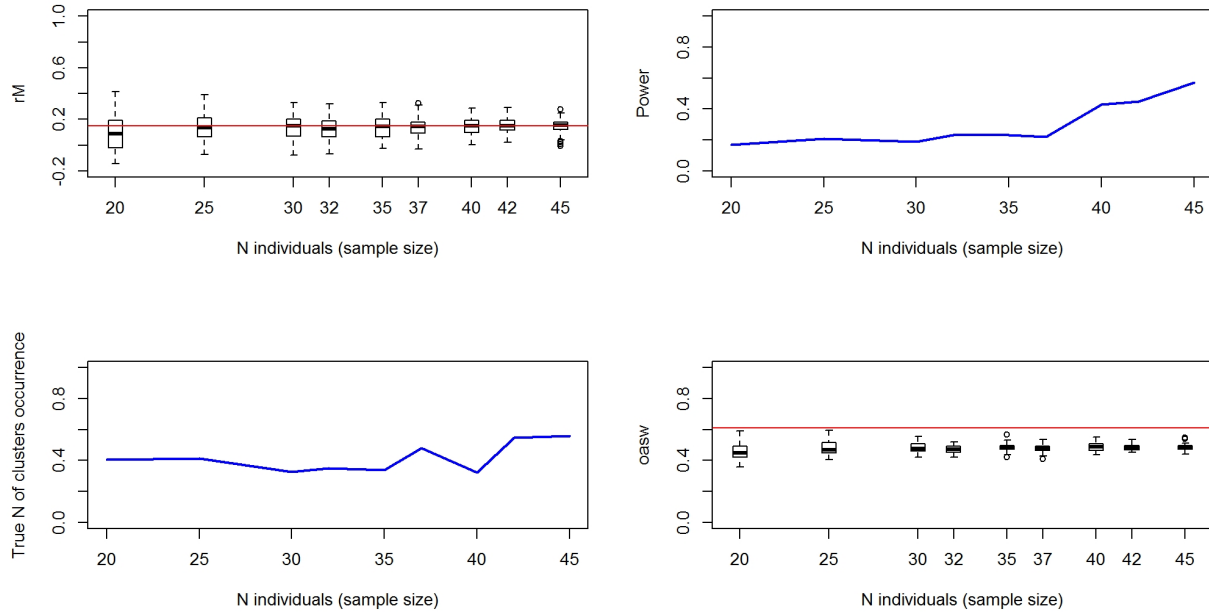 rM
-0.2 0.2 0.6 1.0
20 25 30 32 35 37 40 42 45
N individuals (sample size)
Power
0.0 0.4 0.8
20 25 30 35 40 45
N individuals (sample size)
True N of clusters occurrence
0.0 0.4 0.8
20 25 30 35 40 45
N individuals (sample size)
oasw
0.0 0.4 0.8
20 25 30 32 35 37 40 42 45
N individuals (sample size)